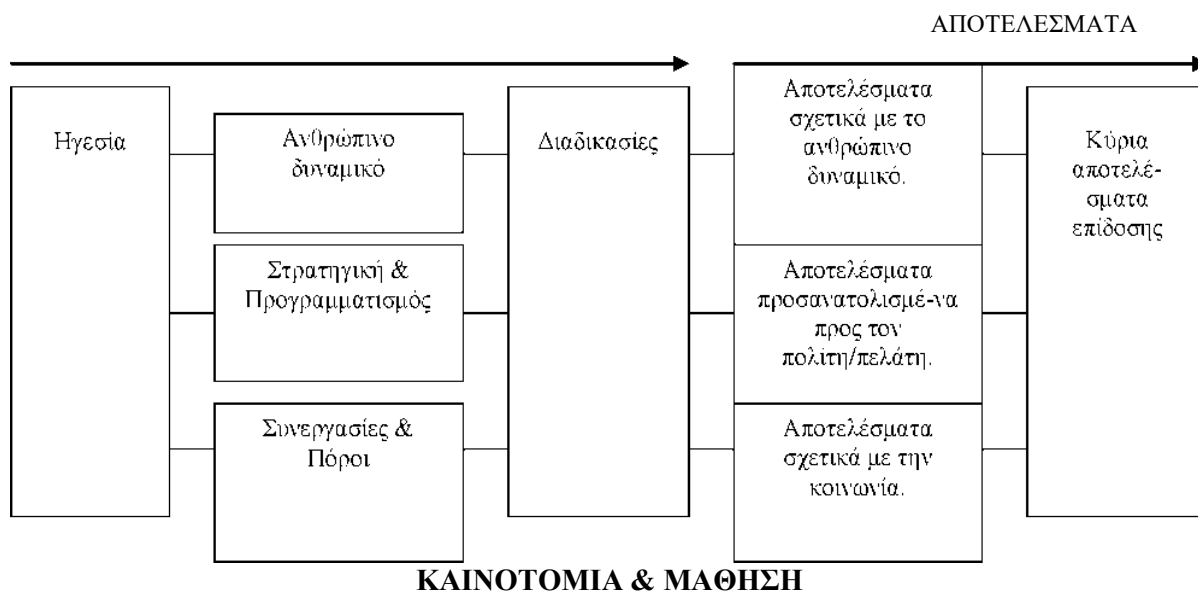 ΑΠΟΤΕΛΕΣΜΑΤΑ
Ηγεσία
Ανθρώπινο
δυναμικό
Στρατηγική &
Προγραμματισμός
Συνεργασίες &
Πόροι
Διαδικασίες
Αποτελέσματα
σχετικά με το
ανθρώπινο
δυναμικό.
Αποτελέσματα
προσανατολισμέ-να
προς τον
πολίτη/πελάτη.
Αποτελέσματα
σχετικά με την
κοινωνία.
Κύρια
αποτελέ-
σματα
επίδοσης
ΚΑΙΝΟΤΟΜΙΑ & ΜΑΘΗΣΗ